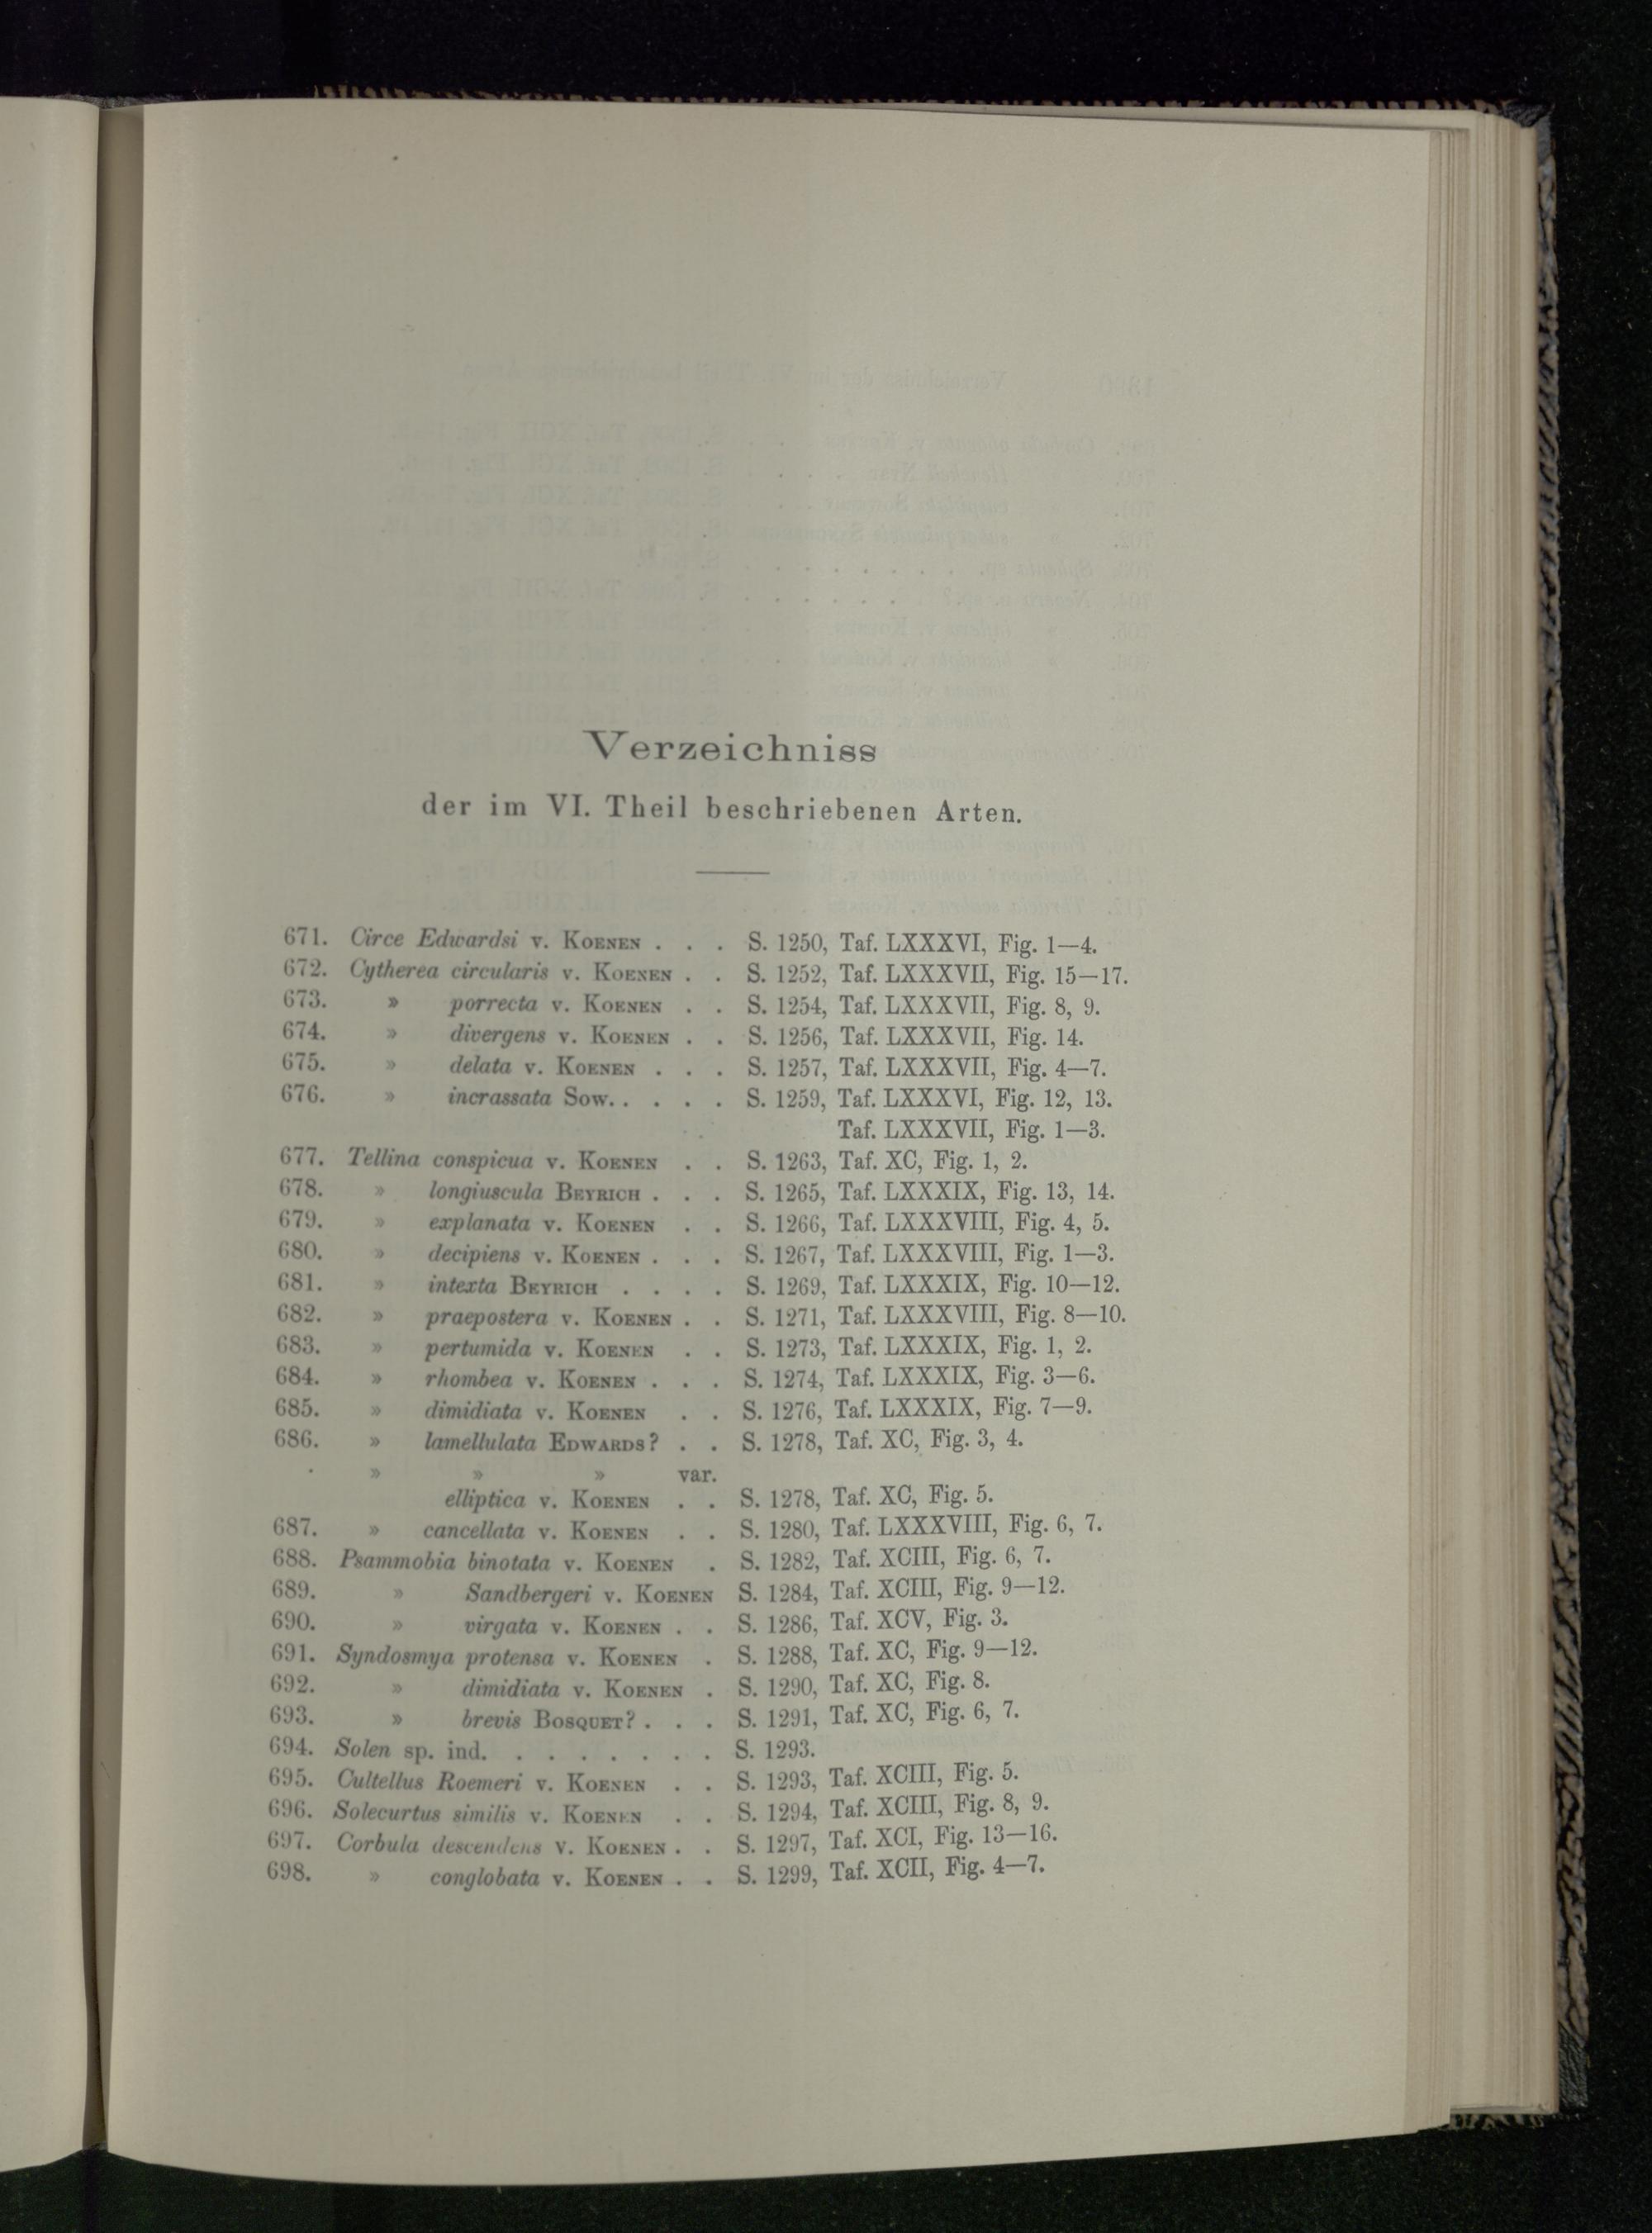 Verzeichniss
der im VI. Theil beschriebenen Arten.
671. Circe Edwardsi v. Koenen . . . S. 1250, Taf. LXXXVI, Fig. 1—4.
672. Cytherea circularis v. Koenen . . S. 1252, Taf. LXXXVII, Fig. 15—17.
673. » porrecta v. Koenen . . S. 1254, Taf. LXXXVII, Fig. 8, 9.
674. » divergens v. Koenen . . S. 1256, Taf. LXXXVII, Fig. 14.
675. » delata v. Koenen . . . S. 1257, Taf. LXXXVII, Fig. 4—7.
676. » incrassata Sow. . . . . S. 1259, Taf. LXXXVI, Fig. 12, 13.
Taf. LXXXVII, Fig. 1—3.
677. Tellina conspicua v. Koenen . . S. 1263, Taf. XC, Fig. 1, 2.
678. » longiuscula Beyrich . . . S. 1265, Taf. LXXXIX, Fig. 13, 14.
679. » explanata v. Koenen . . S. 1266, Taf. LXXXVIII, Fig. 4, 5.
680. » decipiens v. Koenen . . . S. 1267, Taf. LXXXVIII, Fig. 1—3.
681. » intexta Beyrich . . . . S. 1269, Taf. LXXXIX, Fig. 10—12.
682. » praepostera v. Koenen . . S. 1271, Taf. LXXXVIII, Fig. 8—10.
683. » pertumida v. Koenen . . S. 1273, Taf. LXXXIX, Fig. 1, 2.
684. » rhombea v. Koenen . . . S. 1274, Taf. LXXXIX, Fig. 3—6.
685. » dimidiata v. Koenen . . S. 1276, Taf. LXXXIX, Fig. 7—9.
686. » lamellulata Edwards? . . S. 1278, Taf. XC, Fig. 3, 4.
» » » var.
elliptica v. Koenen . . S. 1278, Taf. XC, Fig. 5.
687. » cancellata v. Koenen . . S. 1280, Taf. LXXXVIII, Fig. 6, 7.
688. Psammobia binotata v. Koenen . S. 1282, Taf. XCIII, Fig. 6, 7.
689. » Sandbergeri v. Koenen S. 1284, Taf. XCIII, Fig. 9—12.
690. » virgata v. Koenen . . S. 1286, Taf. XCV, Fig. 3.
691. Syndosmya protensa v. Koenen . S. 1288, Taf. XC, Fig. 9—12.
692. » dimidiata v. Koenen . S. 1290, Taf. XC, Fig. 8.
693. » brevis Bosquet? . . . S. 1291, Taf. XC, Fig. 6, 7.
694. Solen sp. ind. . . . . . . . S. 1293.
695. Cultellus Roemeri v. Koenen . . S. 1293, Taf. XCIII, Fig. 5.
696. Solecurtus similis v. Koenen . . S. 1294, Taf. XCIII, Fig. 8, 9.
697. Corbula descendens v. Koenen . . S. 1297, Taf. XCI, Fig. 13—16.
698. » conglobata v. Koenen . . S. 1299, Taf. XCII, Fig. 4—7.